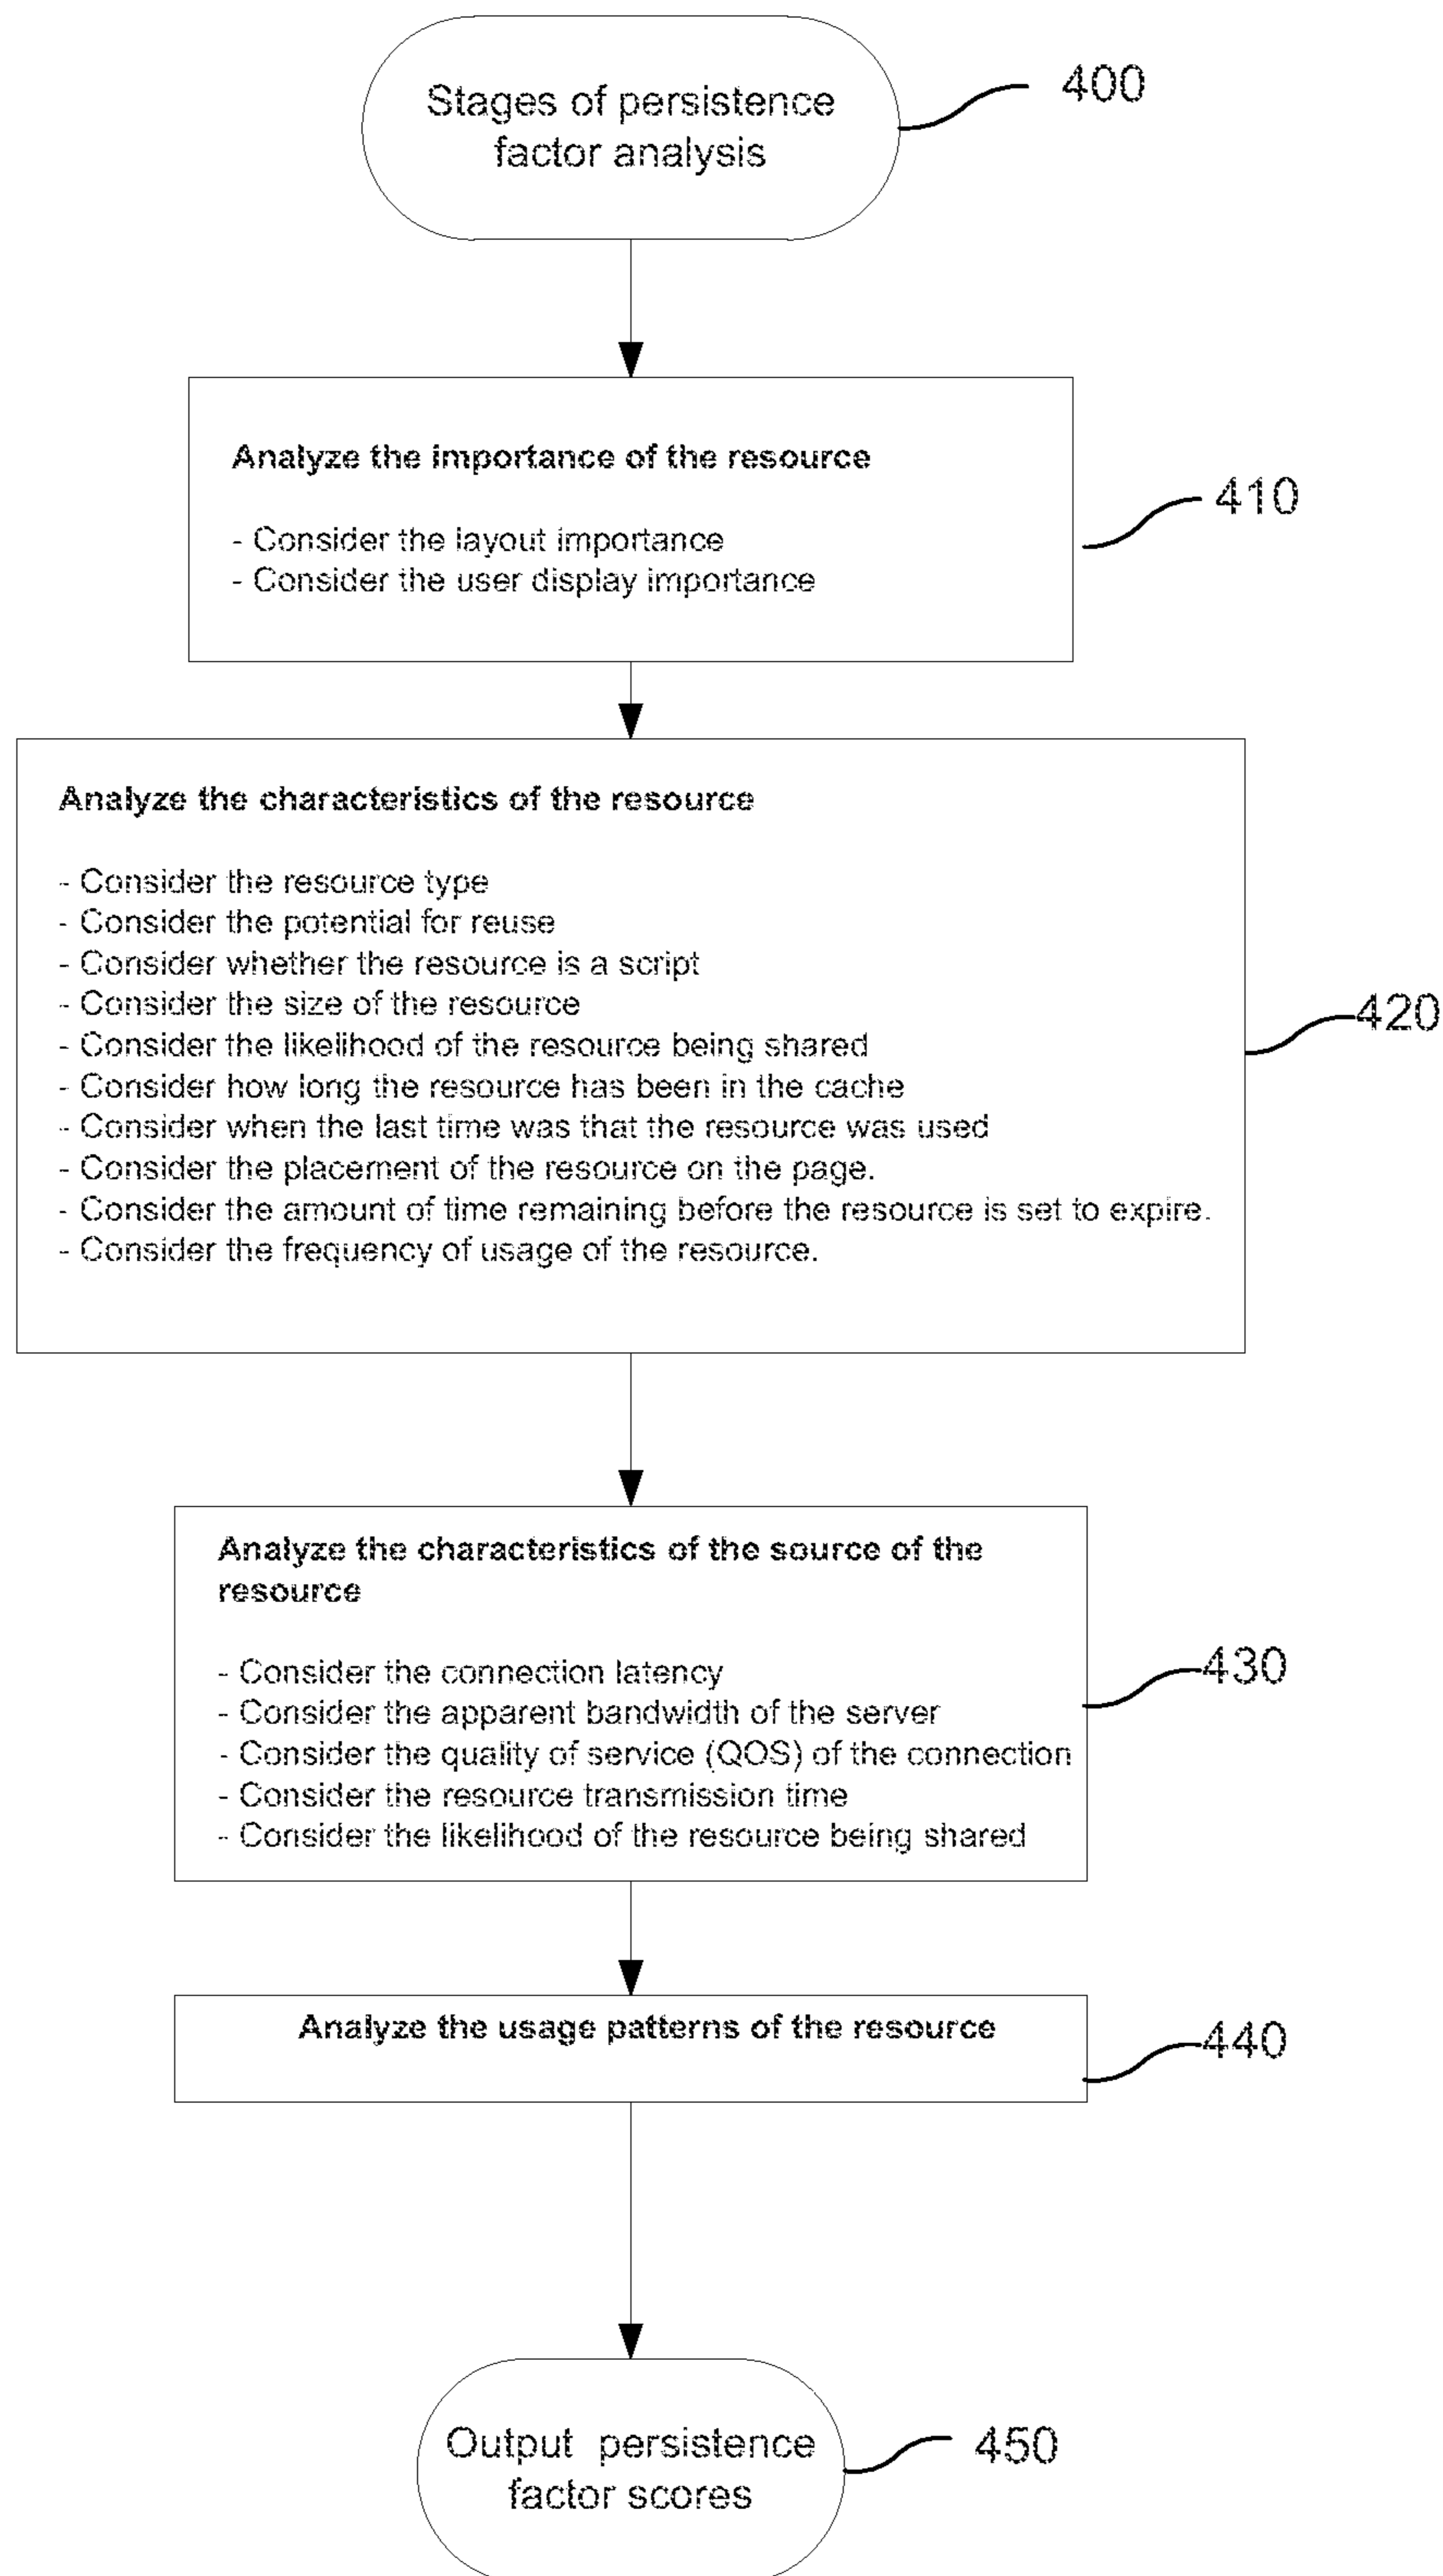 Stages of persistence
factor analysis
400
Analyze the importance of the resource
- Consider the layout importance
- Consider the user display importance
410
Analyze the characteristics of the resource
- Consider the resource type
- Consider the potential for reuse
- Consider whether the resource is a script
- Consider the size of the resource
- Consider the likelihood of the resource being shared
- Consider how long the resource has been in the cache
- Consider when the last time was that the resource was used
- Consider the placement of the resource on the page.
- Consider the amount of time remaining before the resource is set to expire.
- Consider the frequency of usage of the resource.
420
Analyze the characteristics of the source of the
resource
- Consider the connection latency
- Consider the apparent bandwidth of the server
- Consider the quality of service (QOS) of the connection
- Consider the resource transmission time
- Consider the likelihood of the resource being shared
430
Analyze the usage patterns of the resource
440
Output persistence
factor scores
450